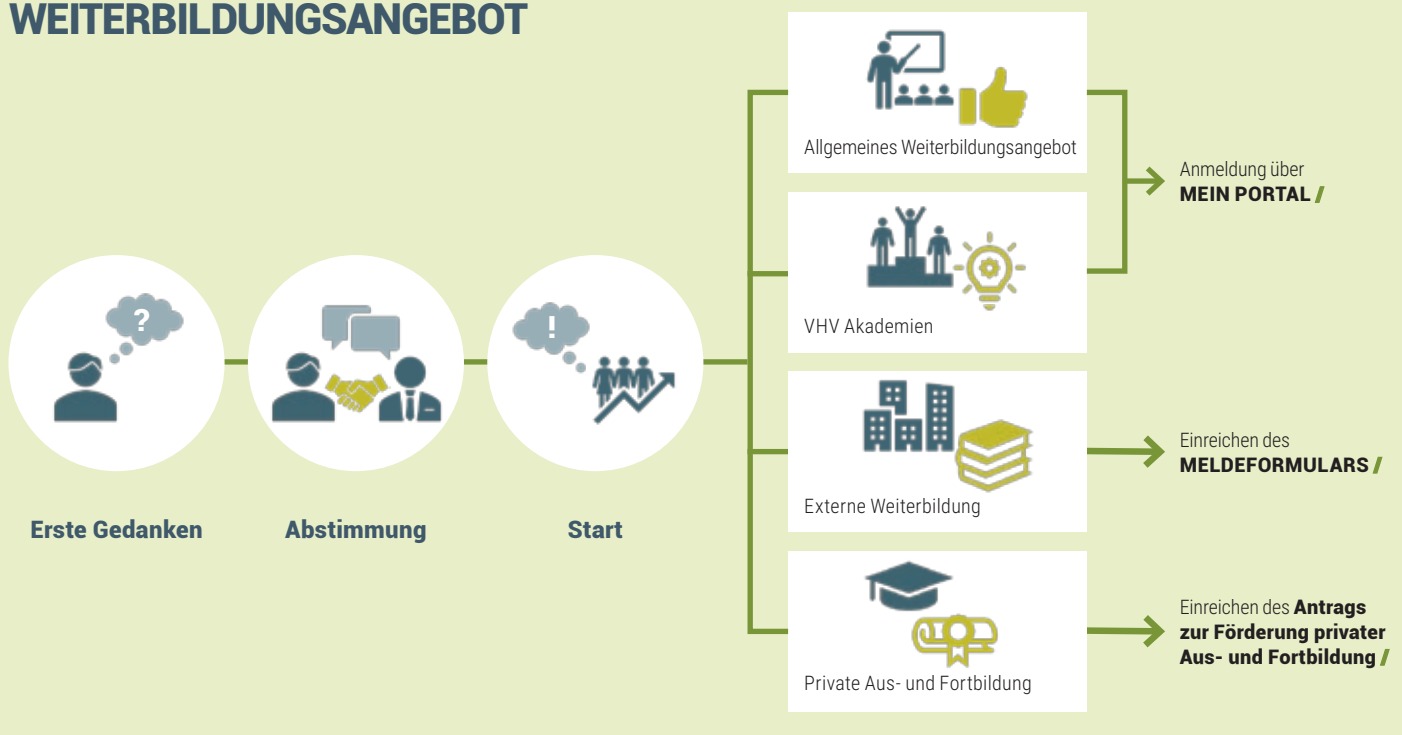 WEITERBILDUNGSANGEBOT
?
!
Erste Gedanken
Abstimmung
Start
Allgemeines Weiterbildungsangebot
VHV Akademien
Externe Weiterbildung
Private Aus- und Fortbildung
Anmeldung über
MEIN PORTAL /
Einreichen des
MELDEFORMULARS /
Einreichen des Antrags
zur Förderung privater
Aus- und Fortbildung /